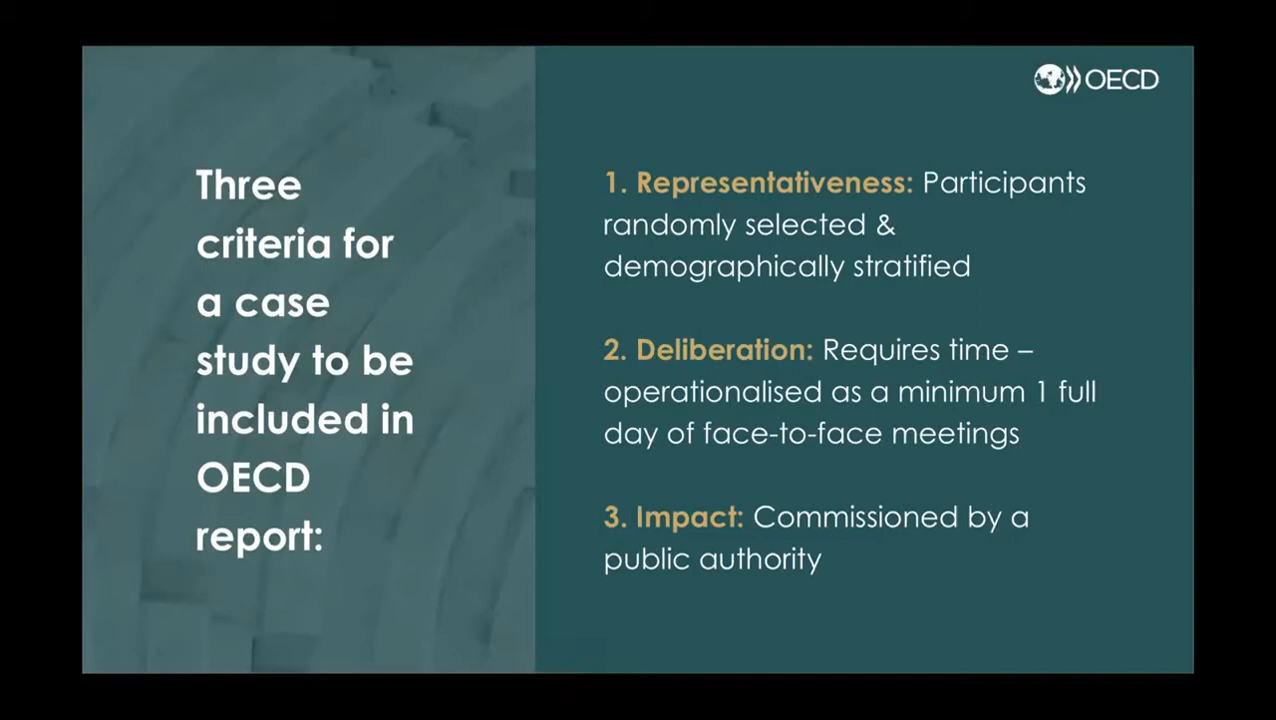 Three
criteria for
a case
study to be
included in
OECD
report:
OECD
1. Representativeness: Participants
randomly selected &
demographically stratified
2. Deliberation: Requires time –
operationalised as a minimum 1 full
day of face-to-face meetings
3. Impact: Commissioned by a
public authority